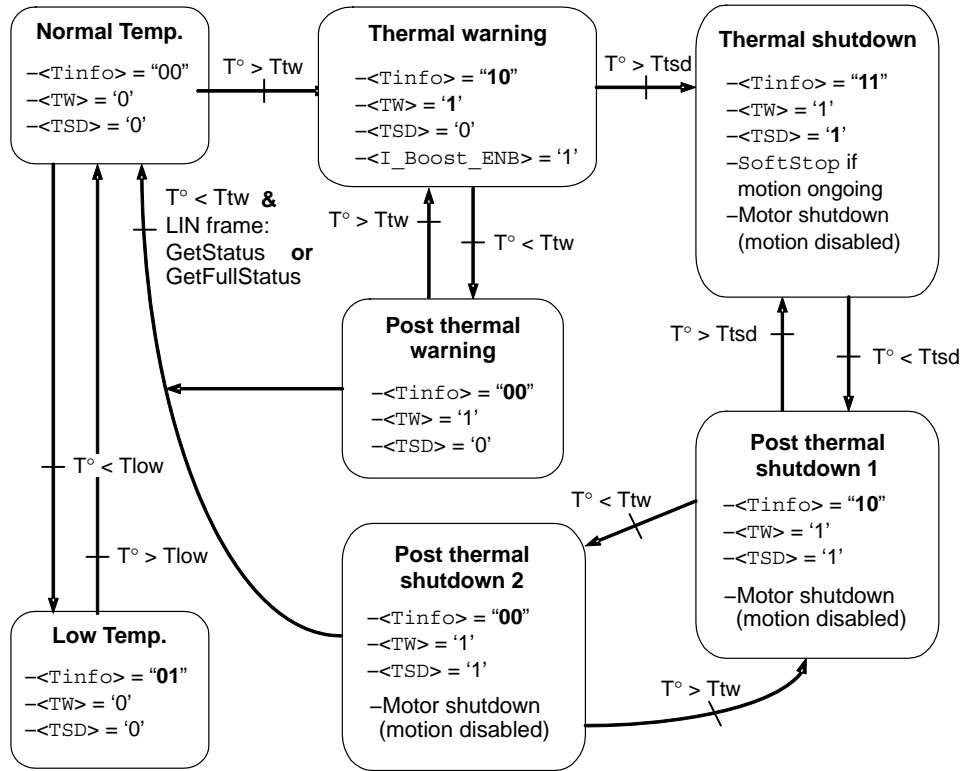 Normal Temp.
–<Tinfo> = “00”
–<TW> = ‘0’
–<TSD> = ‘0’
T° > Ttw
Thermal warning
–<Tinfo> = “10”
–<TW> = ‘1’
–<TSD> = ‘0’
–<I_Boost_ENB> = ‘1’
T° > Ttsd
Thermal shutdown
–<Tinfo> = “11”
–<TW> = ‘1’
–<TSD> = ‘1’
–SoftStop if
motion ongoing
–Motor shutdown
(motion disabled)
T° < Ttw &
LIN frame:
GetStatus or
GetFullStatus
T° > Ttw
T° < Ttw
Post thermal
warning
–<Tinfo> = “00”
–<TW> = ‘1’
–<TSD> = ‘0’
T° > Ttsd
T° < Ttsd
Post thermal
shutdown 1
–<Tinfo> = “10”
–<TW> = ‘1’
–<TSD> = ‘1’
–Motor shutdown
(motion disabled)
T° < Ttw
Post thermal
shutdown 2
–<Tinfo> = “00”
–<TW> = ‘1’
–<TSD> = ‘1’
–Motor shutdown
(motion disabled)
T° > Ttw
T° < Tlow
T° > Tlow
Low Temp.
–<Tinfo> = “01”
–<TW> = ‘0’
–<TSD> = ‘0’